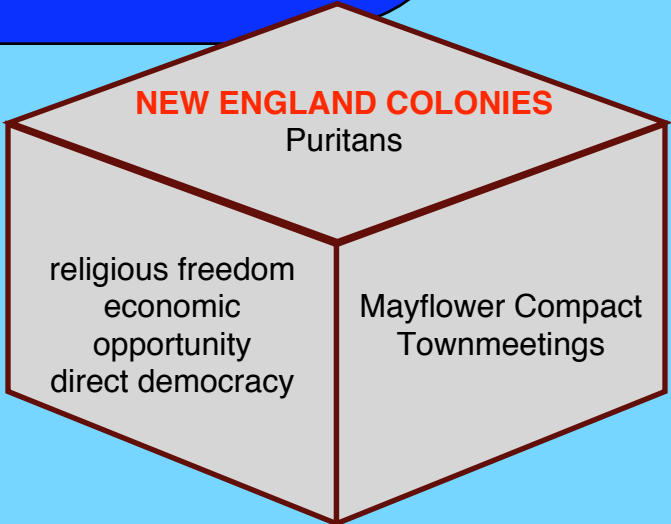 NEW ENGLAND COLONIES
Puritans
religious freedom
economic
opportunity
direct democracy
Mayflower Compact
Townmeetings